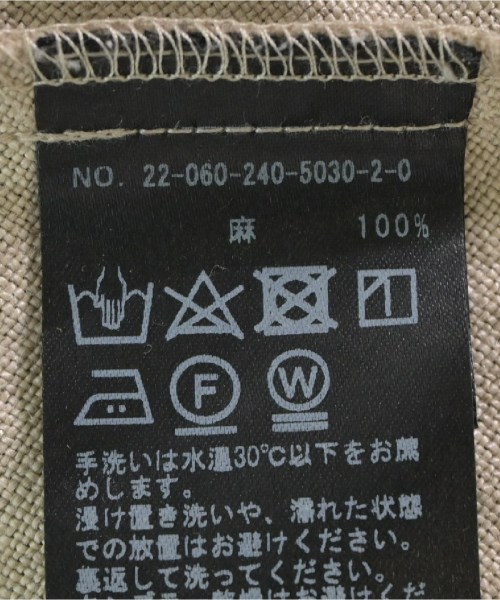 NO. 22-060-240-5030-2-0
麻 100%
F W
手洗いは水温30℃以下をお薦
めします。
浸け置き洗いや、濡れた状態
での放置はお避けください。
裏返して洗ってください。